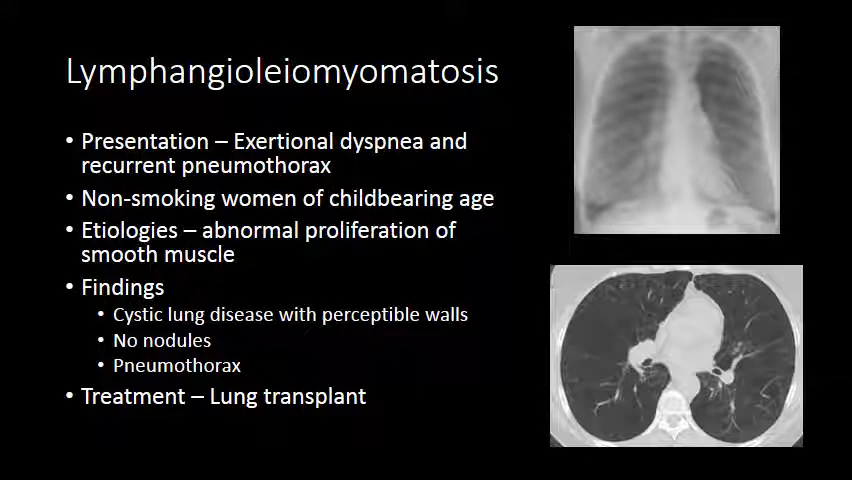 Lymphangioleiomyomatosis
• Presentation – Exertional dyspnea and
recurrent pneumothorax
• Non-smoking women of childbearing age
• Etiologies – abnormal proliferation of
smooth muscle
• Findings
• Cystic lung disease with perceptible walls
• No nodules
• Pneumothorax
• Treatment – Lung transplant